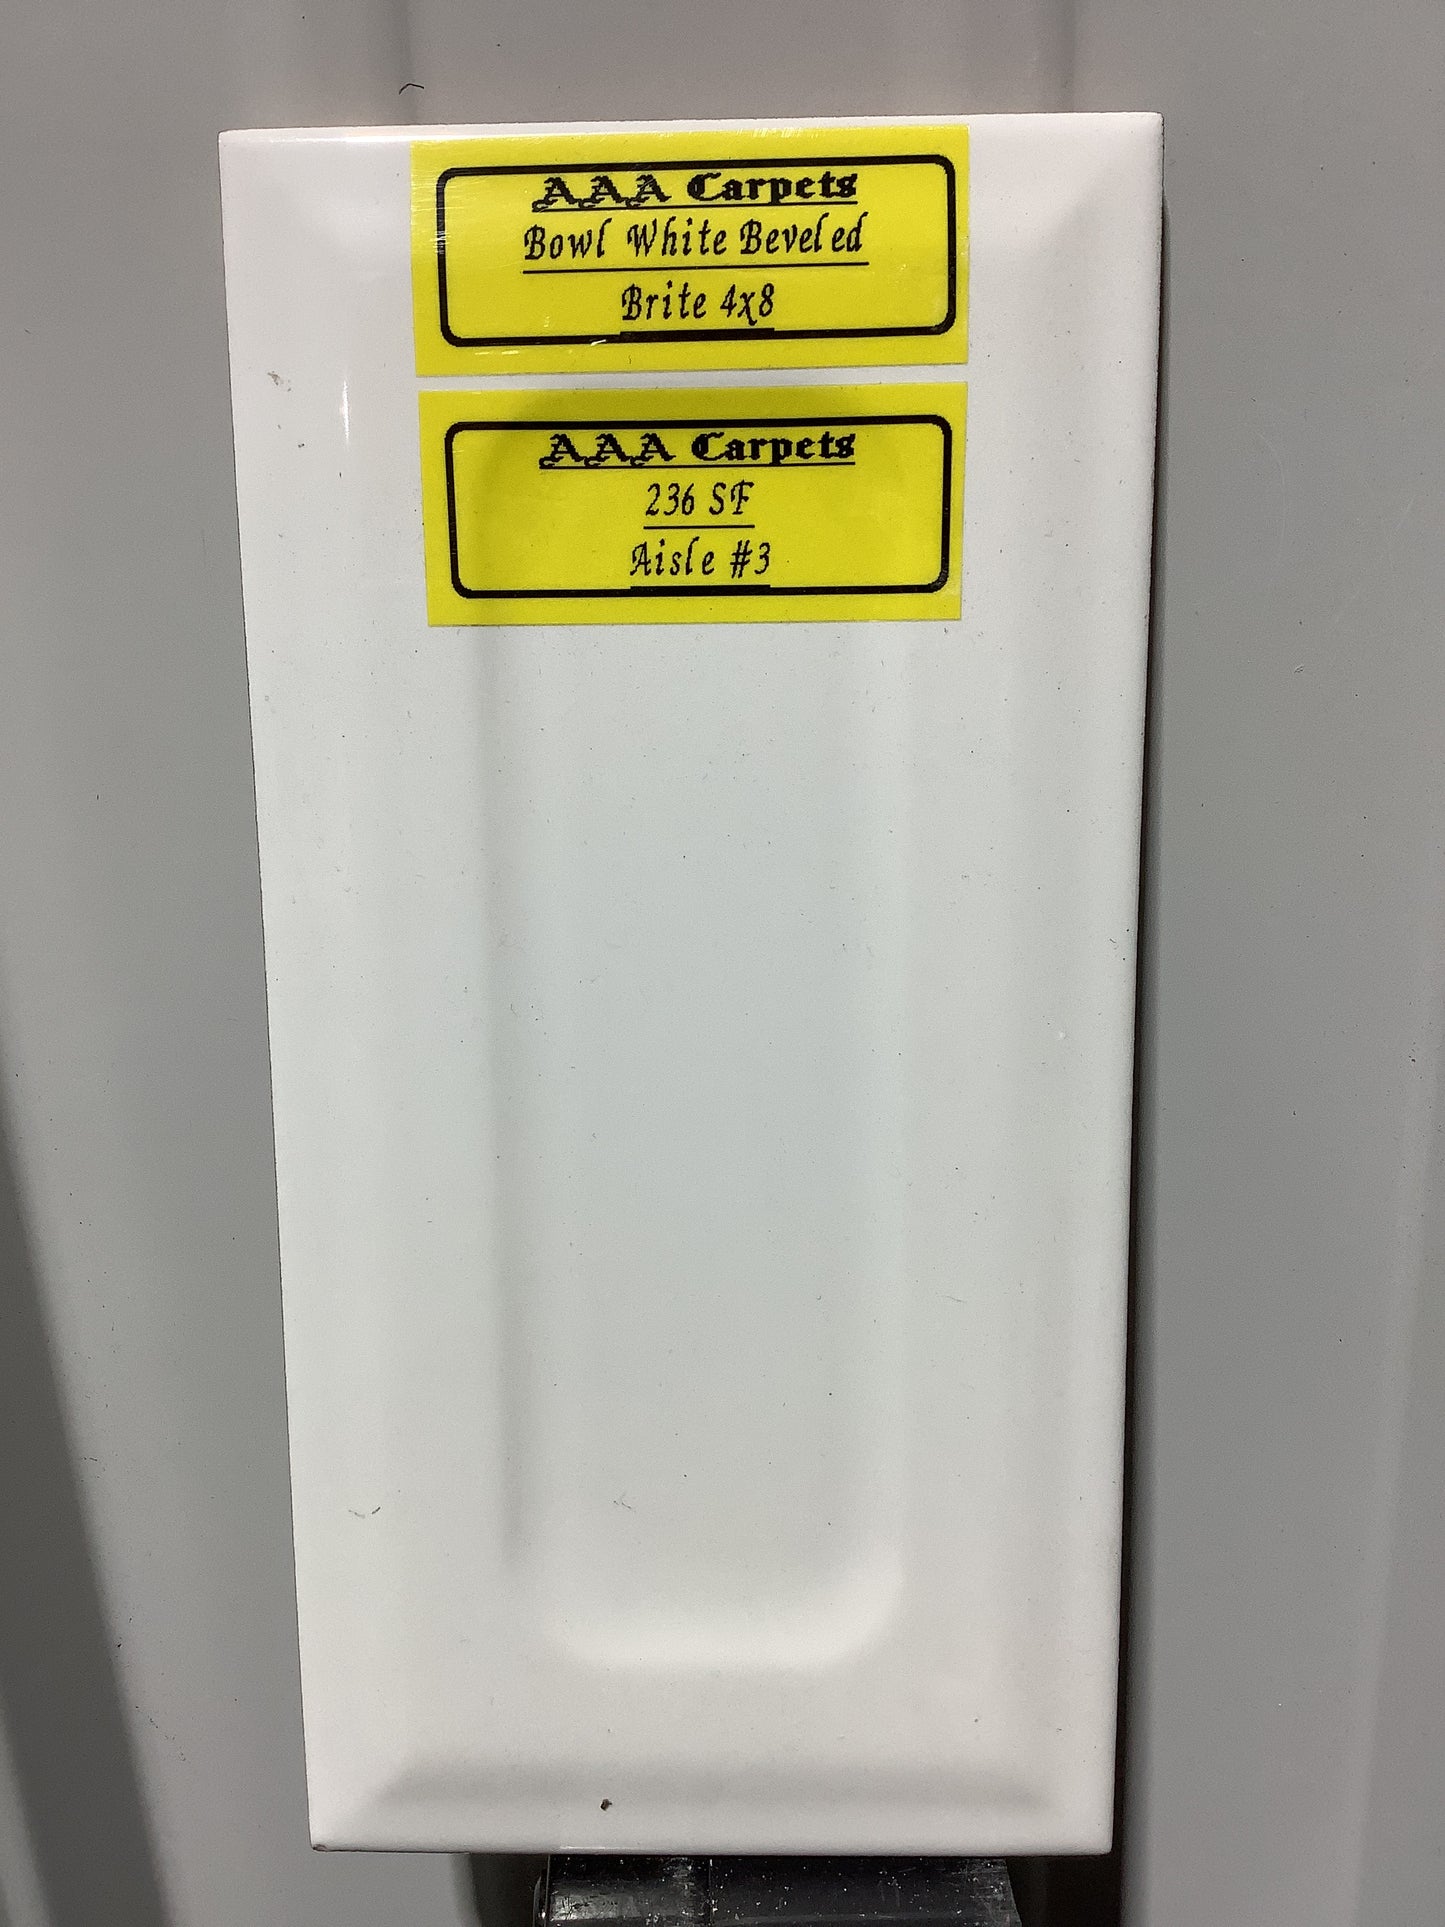 AAA Carpets
Bowl White Beveled
Brite 4x8
AAA Carpets
236 SF
Aisle #3